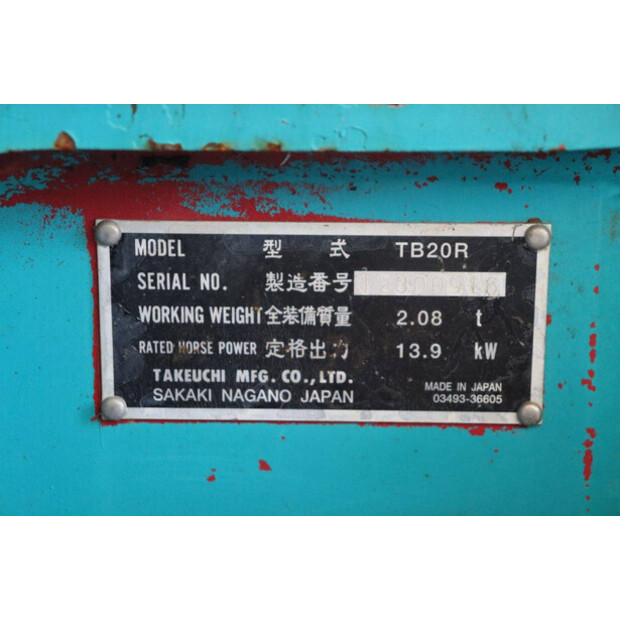 MODEL 型式 TB20R
SERIAL NO. 製造番号
WORKING WEIGHT 全装備質量 2.08 t
RATED HORSE POWER 定格出力 13.9 kW
TAKEUCHI MFG. CO., LTD.
SAKAKI NAGANO JAPAN
MADE IN JAPAN
03493-36605